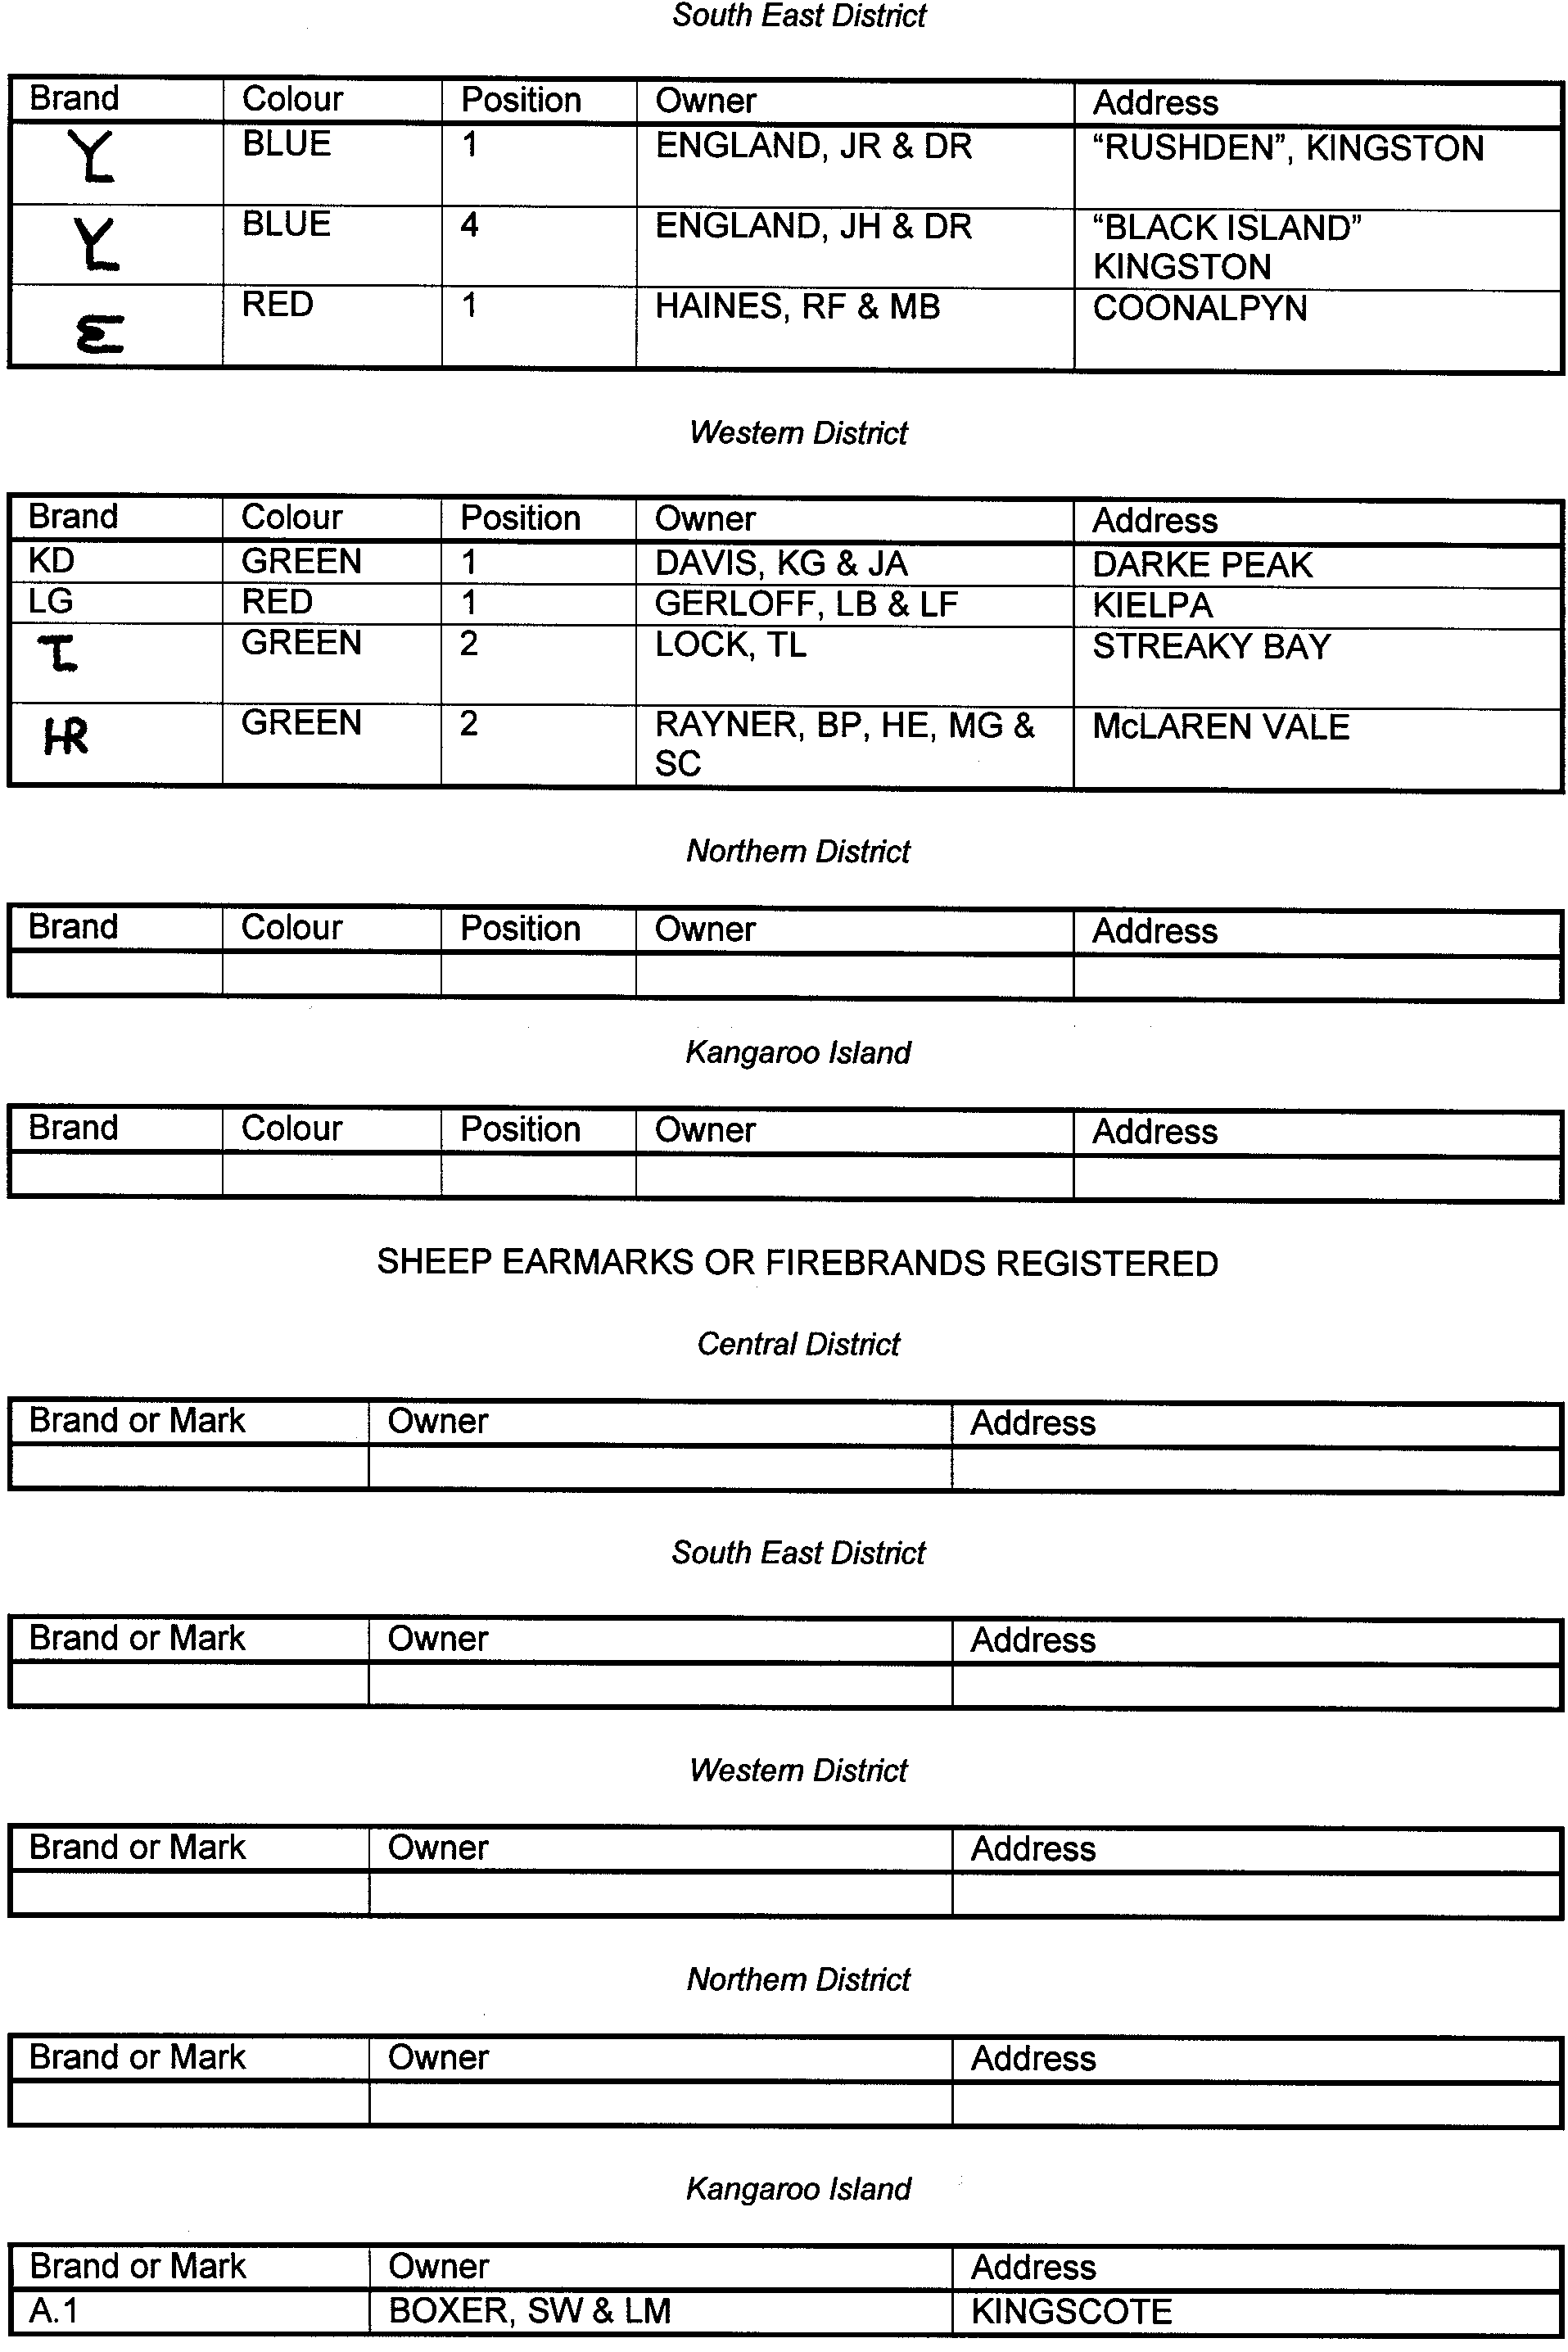 South East District
Brand Colour Position Owner Address
BLUE 1 ENGLAND, JR & DR "RUSHDEN", KINGSTON
BLUE 4 ENGLAND, JH & DR "BLACK ISLAND"
KINGSTON
RED 1 HAINES, RF & MB COONALPYN
Western District
Brand Colour Position Owner Address
KD GREEN 1 DAVIS, KG & JA DARKE PEAK
LG RED 1 GERLOFF, LB & LF KIELPA
GREEN 2 LOCK, TL STREAKY BAY
HR GREEN 2 RAYNER, BP, HE, MG & McLAREN VALE
SC
Northern District
Brand Colour Position Owner Address
Kangaroo Island
Brand Colour Position Owner Address
SHEEP EARMARKS OR FIREBRANDS REGISTERED
Central District
Brand or Mark Owner Address
South East District
Brand or Mark Owner Address
Western District
Brand or Mark Owner Address
Northern District
Brand or Mark Owner Address
Kangaroo Island
Brand or Mark Owner Address
A.1 BOXER, SW & LM KINGSCOTE